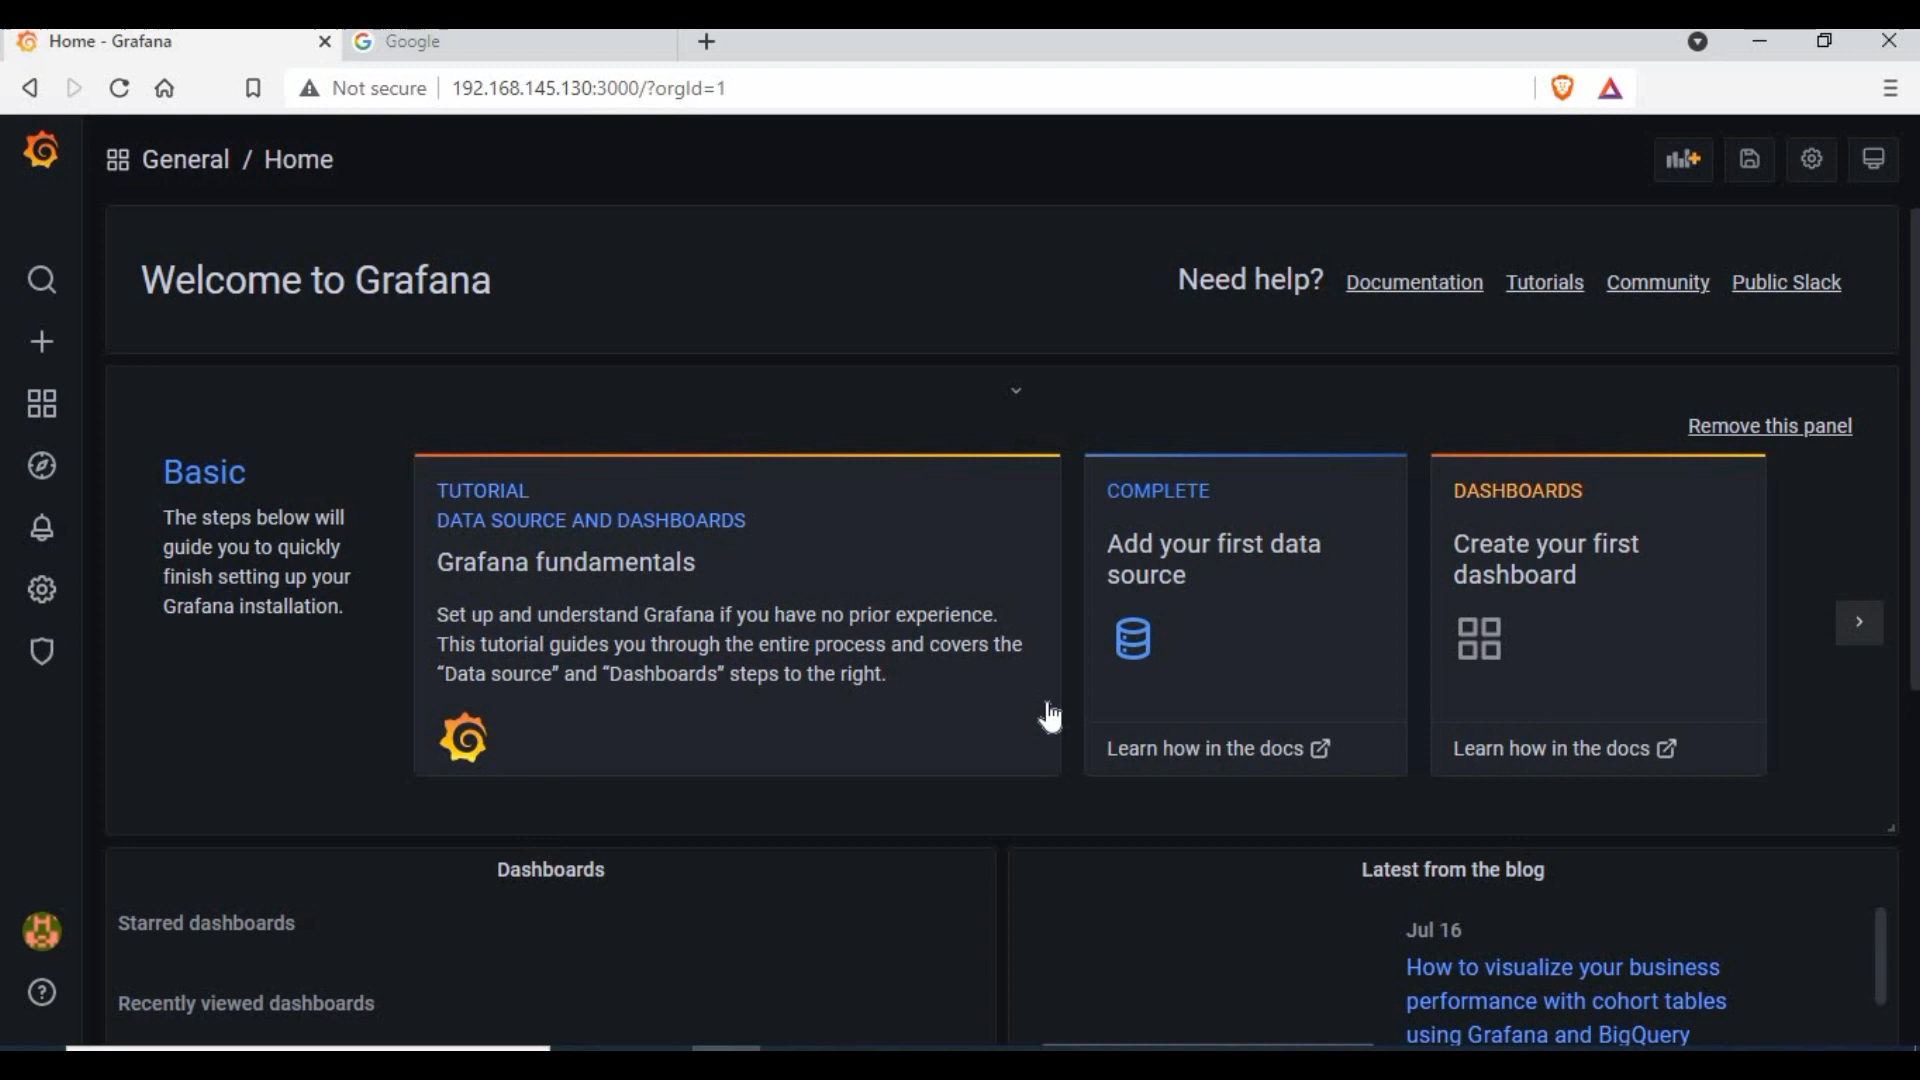 Home - Grafana
Google
Not secure
192.168.145.130:3000/?orgId=1
General / Home
Welcome to Grafana
Need help? Documentation Tutorials Community Public Slack
Remove this panel
Basic
The steps below will
guide you to quickly
finish setting up your
Grafana installation.
TUTORIAL
DATA SOURCE AND DASHBOARDS
Grafana fundamentals
Set up and understand Grafana if you have no prior experience.
This tutorial guides you through the entire process and covers the
“Data source” and “Dashboards” steps to the right.
COMPLETE
Add your first data
source
Learn how in the docs
DASHBOARDS
Create your first
dashboard
Learn how in the docs
Dashboards
Starred dashboards
Recently viewed dashboards
Latest from the blog
Jul 16
How to visualize your business
performance with cohort tables
using Grafana and BigQuery